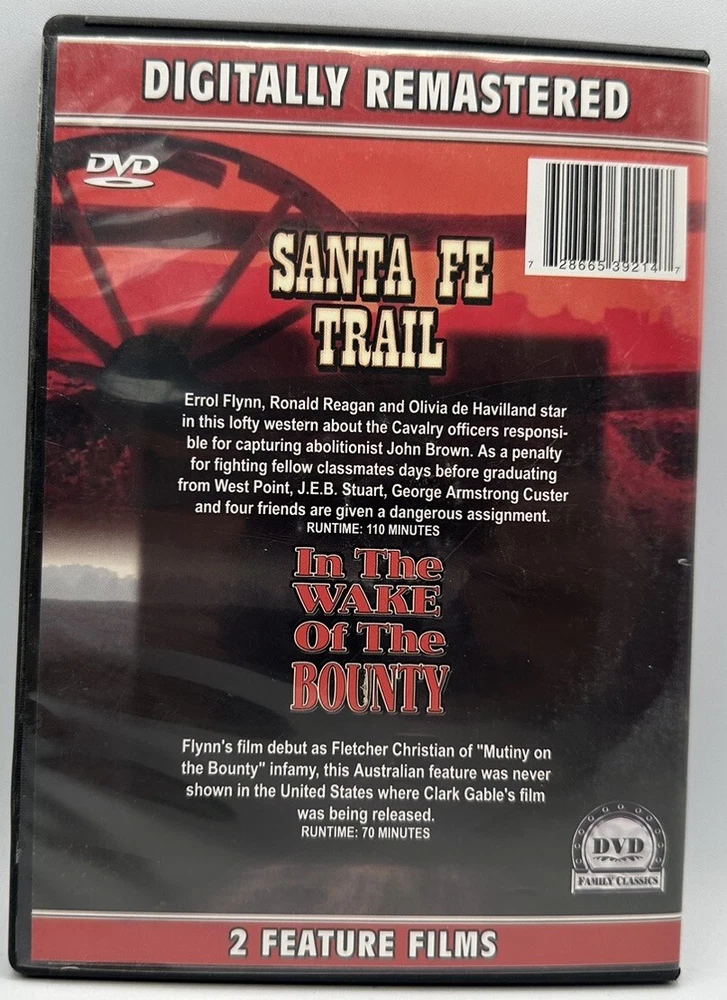 DIGITALLY REMASTERED
DVD
7 28665 39214 7
SANTA FE
TRAIL
Errol Flynn, Ronald Reagan and Olivia de Havilland star
in this lofty western about the Cavalry officers responsi-
ble for capturing abolitionist John Brown. As a penalty
for fighting fellow classmates days before graduating
from West Point, J.E.B. Stuart, George Armstrong Custer
and four friends are given a dangerous assignment.
RUNTIME: 110 MINUTES
In The
WAKE
Of The
BOUNTY
Flynn's film debut as Fletcher Christian of "Mutiny on
the Bounty" infamy, this Australian feature was never
shown in the United States where Clark Gable's film
was being released.
RUNTIME: 70 MINUTES
DVD
FAMILY CLASSICS
2 FEATURE FILMS